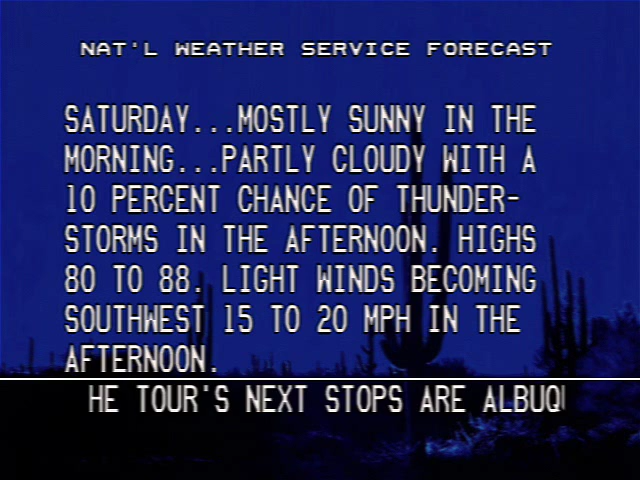 NAT'L WEATHER SERVICE FORECAST
SATURDAY...MOSTLY SUNNY IN THE
MORNING...PARTLY CLOUDY WITH A
10 PERCENT CHANCE OF THUNDER-
STORMS IN THE AFTERNOON. HIGHS
80 TO 88. LIGHT WINDS BECOMING
SOUTHWEST 15 TO 20 MPH IN THE
AFTERNOON.
HE TOUR'S NEXT STOPS ARE ALBUQ